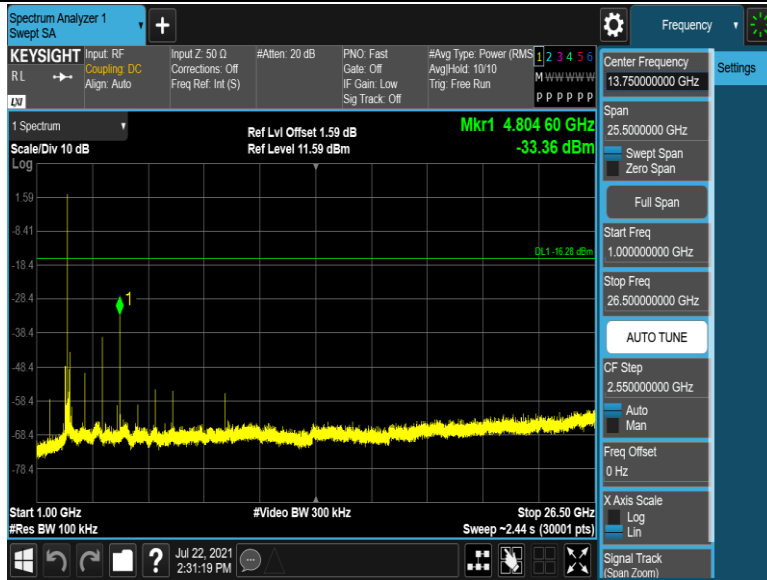 Spectrum Analyzer 1
Swept SA
+
Frequency
KEYSIGHT
RL
LXI
Input: RF
Coupling: DC
Align: Auto
Input Z: 50 Ω
Corrections: Off
Freq Ref: Int (S)
#Atten: 20 dB
PNO: Fast
Gate: Off
IF Gain: Low
Sig Track: Off
#Avg Type: Power (RMS
Avg|Hold: 10/10
Trig: Free Run
1 2 3 4 5 6
M W W W W W
P P P P P P
1 Spectrum
Scale/Div 10 dB
Log
Ref Lvl Offset 1.59 dB
Ref Level 11.59 dBm
Mkr1 4.804 60 GHz
-33.36 dBm
1.59
-8.41
DL1 -16.28 dBm
-18.4
-28.4
1
-38.4
-48.4
-58.4
-68.4
-78.4
Start 1.00 GHz
#Res BW 100 kHz
#Video BW 300 kHz
Stop 26.50 GHz
Sweep ~2.44 s (30001 pts)
?
Jul 22, 2021
2:31:19 PM
Center Frequency
13.750000000 GHz
Settings
Span
25.5000000 GHz
Swept Span
Zero Span
Full Span
Start Freq
1.000000000 GHz
Stop Freq
26.500000000 GHz
AUTO TUNE
CF Step
2.550000000 GHz
Auto
Man
Freq Offset
0 Hz
X Axis Scale
Log
Lin
Signal Track
(Span Zoom)